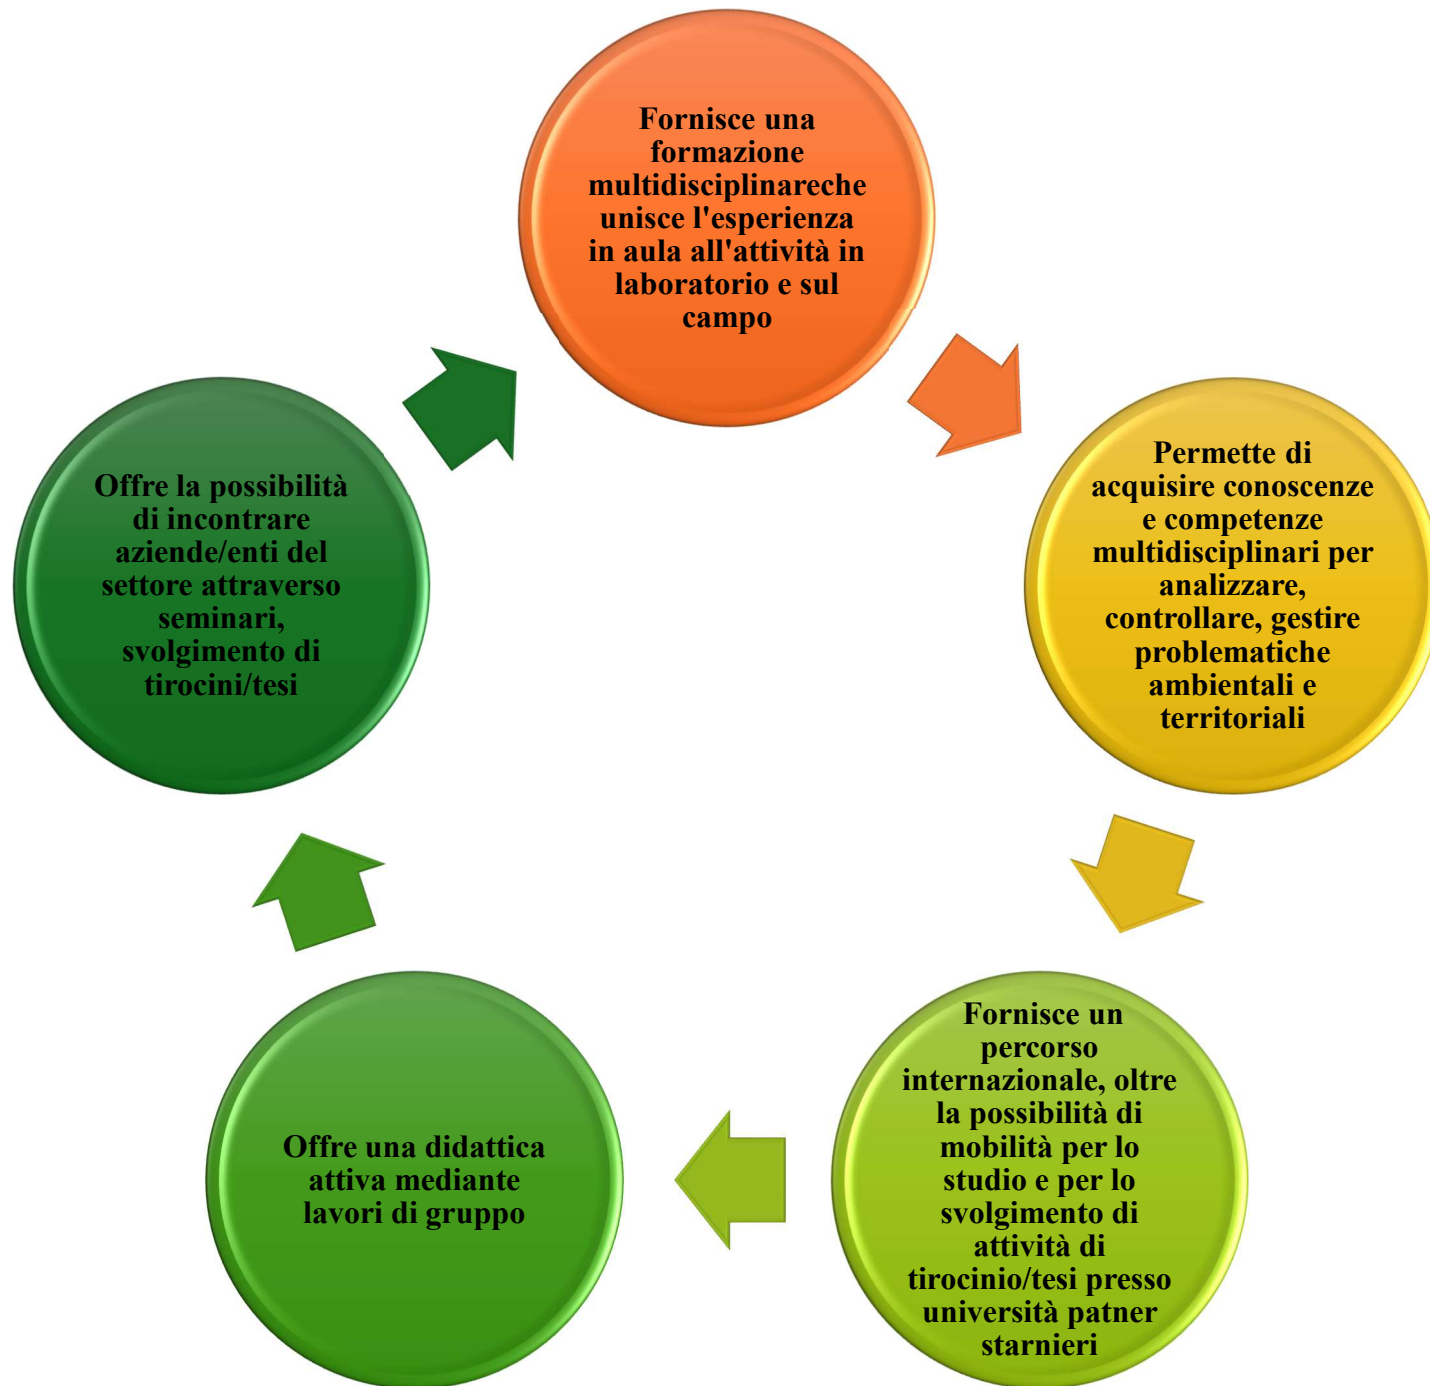 Fornisce una
formazione
multidisciplinareche
unisce l'esperienza
in aula all'attività in
laboratorio e sul
campo
Permette di
acquisire conoscenze
e competenze
multidisciplinari per
analizzare,
controllare, gestire
problematiche
ambientali e
territoriali
Fornisce un
percorso
internazionale, oltre
la possibilità di
mobilità per lo
studio e per lo
svolgimento di
attività di
tirocinio/tesi presso
università patner
starnieri
Offre una didattica
attiva mediante
lavori di gruppo
Offre la possibilità
di incontrare
aziende/enti del
settore attraverso
seminari,
svolgimento di
tirocini/tesi